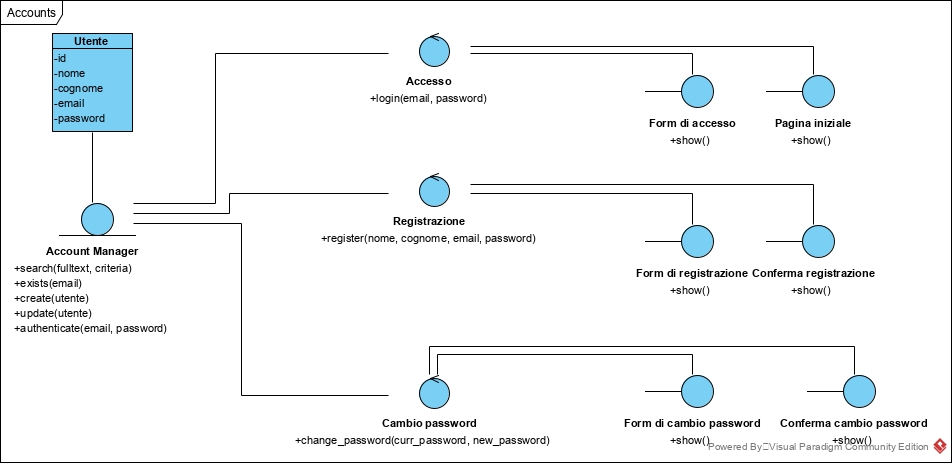 Accounts
Utente
-id
-nome
-cognome
-email
-password
Account Manager
+search(fulltext, criteria)
+exists(email)
+create(utente)
+update(utente)
+authenticate(email, password)
Accesso
+login(email, password)
Form di accesso
+show()
Pagina iniziale
+show()
Registrazione
+register(nome, cognome, email, password)
Form di registrazione
+show()
Conferma registrazione
+show()
Cambio password
+change_password(curr_password, new_password)
Form di cambio password
+show()
Conferma cambio password
+show()
Powered By Visual Paradigm Community Edition